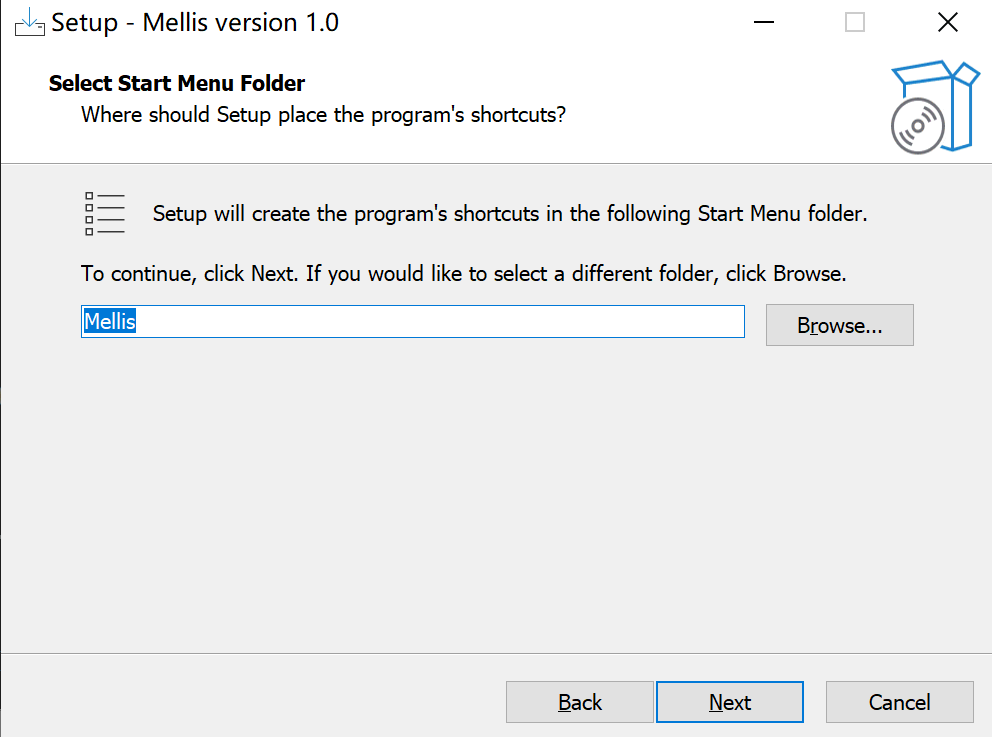 Setup - Mellis version 1.0
Select Start Menu Folder
Where should Setup place the program's shortcuts?
Setup will create the program's shortcuts in the following Start Menu folder.
To continue, click Next. If you would like to select a different folder, click Browse.
Mellis
Browse...
Back
Next
Cancel